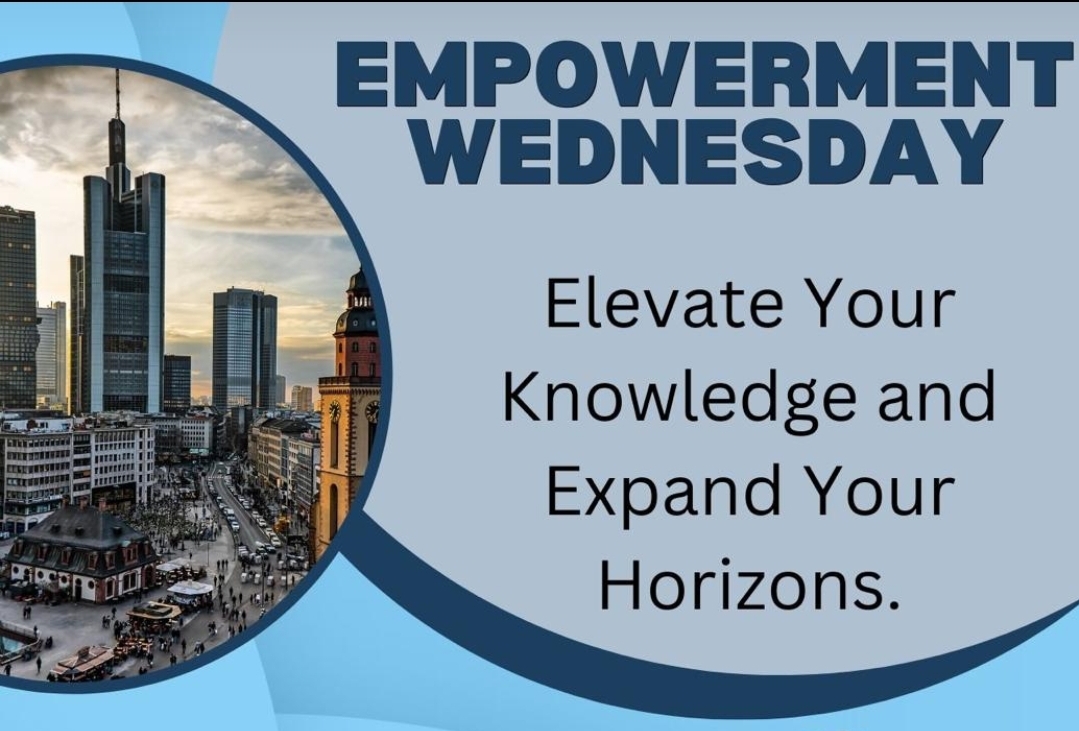 EMPOWERMENT
WEDNESDAY
Elevate Your
Knowledge and
Expand Your
Horizons.